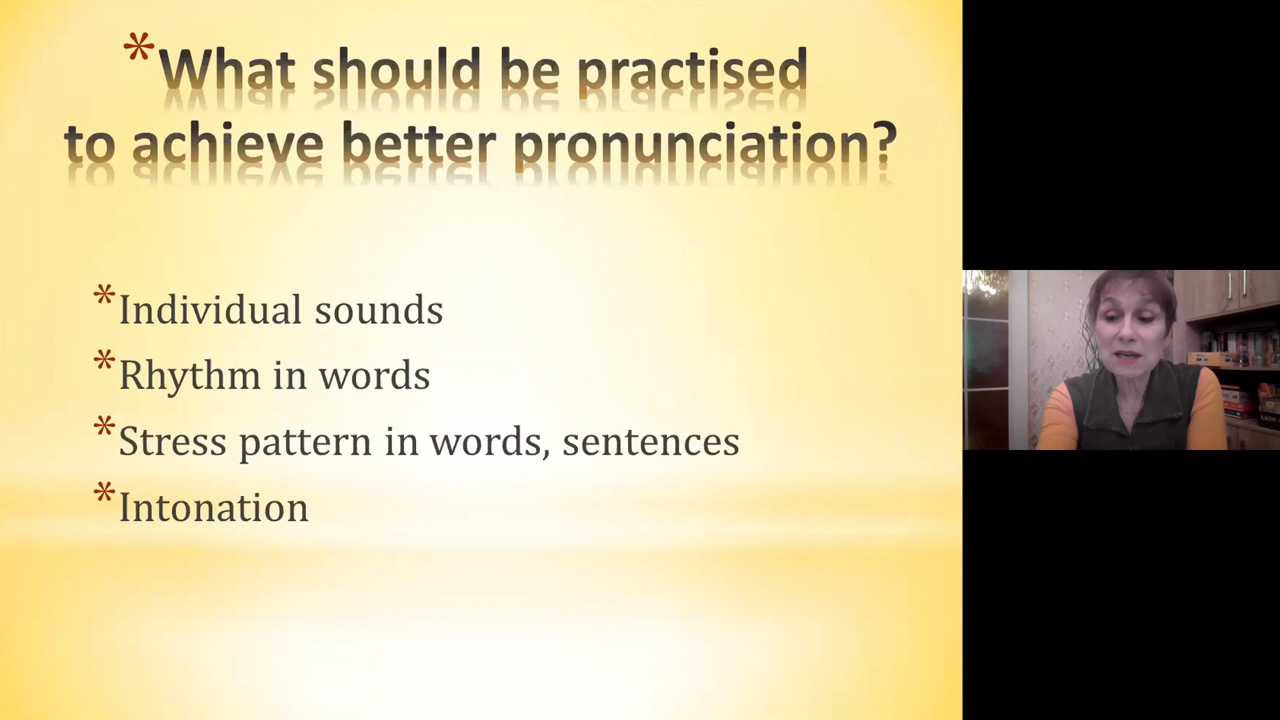 *What should be practised
to achieve better pronunciation?
*Individual sounds
*Rhythm in words
*Stress pattern in words, sentences
*Intonation